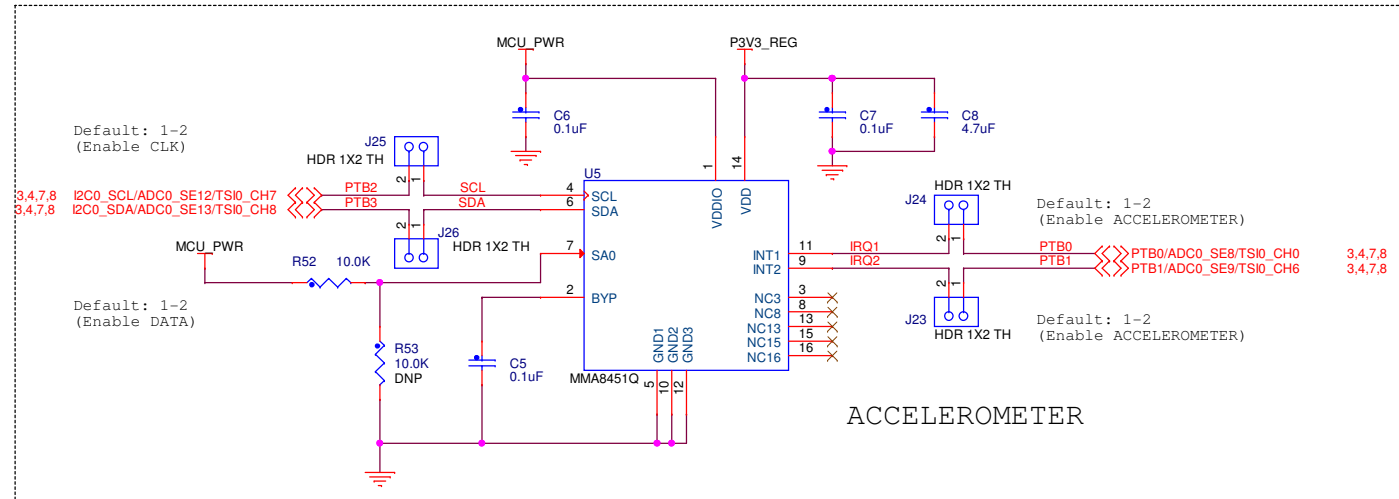 MCU_PWR
P3V3_REG
C6
0.1uF
C7
0.1uF
C8
4.7uF
Default: 1-2
(Enable CLK)
J25
HDR 1X2 TH
2
1
3,4,7,8 I2C0_SCL/ADC0_SE12/TSI0_CH7
PTB2
SCL
3,4,7,8 I2C0_SDA/ADC0_SE13/TSI0_CH8
PTB3
SDA
2
1
J26
HDR 1X2 TH
MCU_PWR
R52 10.0K
Default: 1-2
(Enable DATA)
R53
10.0K
DNP
C5
0.1uF
U5
1
14
VDDIO
VDD
4 SCL
6 SDA
7 SA0
2 BYP
INT1 11
INT2 9
NC3 3
NC8 8
NC13 13
NC15 15
NC16 16
GND1
GND2
GND3
5
10
12
MMA8451Q
IRQ1
IRQ2
HDR 1X2 TH
J24
2
1
Default: 1-2
(Enable ACCELEROMETER)
PTB0
PTB0/ADC0_SE8/TSI0_CH0 3,4,7,8
PTB1
PTB1/ADC0_SE9/TSI0_CH6 3,4,7,8
2
1
J23
HDR 1X2 TH
Default: 1-2
(Enable ACCELEROMETER)
ACCELEROMETER